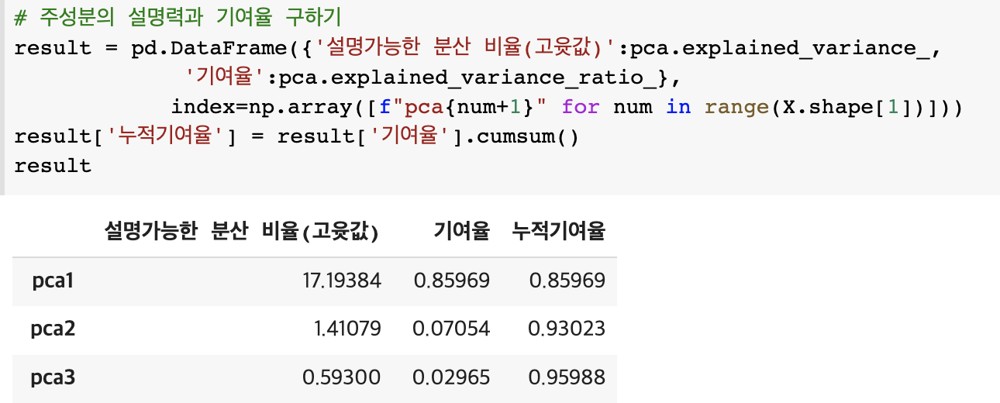 # 주성분의 설명력과 기여율 구하기
result = pd.DataFrame({'설명가능한 분산 비율(고윳값)':pca.explained_variance_,
'기여율':pca.explained_variance_ratio_},
index=np.array([f"pca{num+1}" for num in range(X.shape[1])]))
result['누적기여율'] = result['기여율'].cumsum()
result
설명가능한 분산 비율(고윳값) 기여율 누적기여율
pca1 17.19384 0.85969 0.85969
pca2 1.41079 0.07054 0.93023
pca3 0.59300 0.02965 0.95988